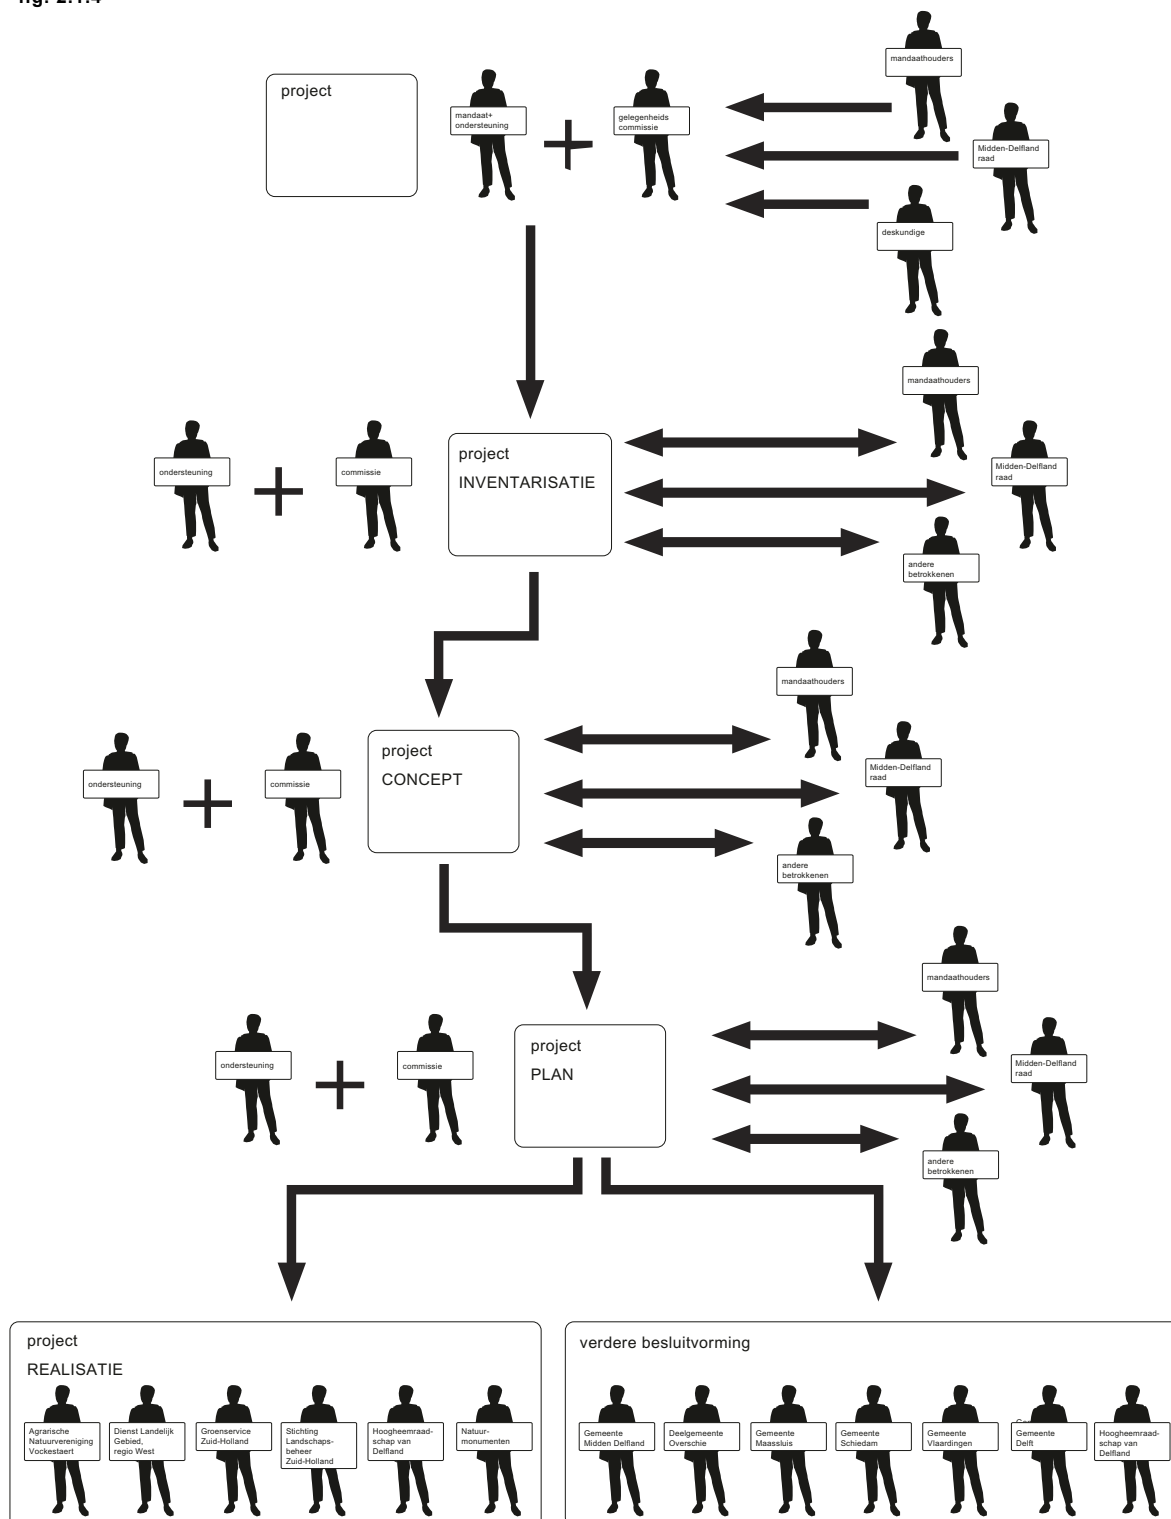 fig. 2.1.4
mandaathouders
project
mandaat+
ondersteuning
gelegenheids
commissie
Midden-Delfland
raad
deskundige
mandaathouders
project
INVENTARISATIE
ondersteuning
commissie
Midden-Delfland
raad
andere
betrokkenen
mandaathouders
project
CONCEPT
ondersteuning
commissie
Midden-Delfland
raad
andere
betrokkenen
mandaathouders
project
PLAN
ondersteuning
commissie
Midden-Delfland
raad
andere
betrokkenen
project
REALISATIE
Agrarische
Natuurvereniging
Vockestaert
Dienst Landelijk
Gebied,
regio West
Groenservice
Zuid-Holland
Stichting
Landschaps-
beheer
Zuid-Holland
Hoogheemraad-
schap van
Delfland
Natuur-
monumenten
verdere besluitvorming
Gemeente
Midden Delfland
Deelgemeente
Overschie
Gemeente
Maassluis
Gemeente
Schiedam
Gemeente
Vlaardingen
Gemeente
Delft
Hoogheemraad-
schap van
Delfland